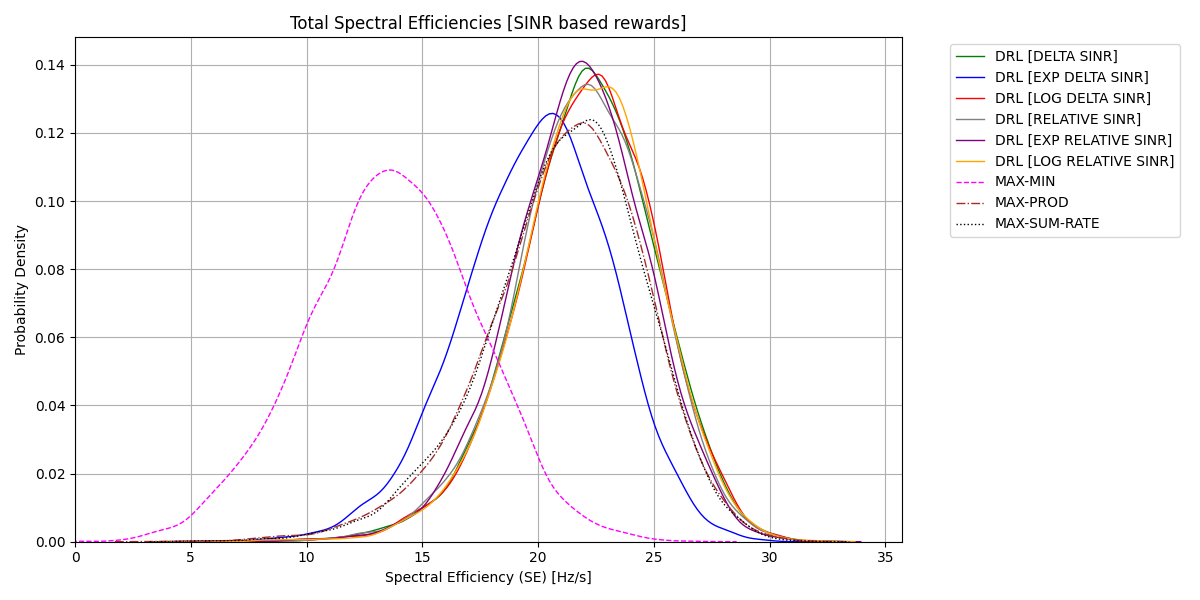 Total Spectral Efficiencies [SINR based rewards]
Probability Density
0.14
0.12
0.10
0.08
0.06
0.04
0.02
0.00
0 5 10 15 20 25 30 35
Spectral Efficiency (SE) [Hz/s]
DRL [DELTA SINR]
DRL [EXP DELTA SINR]
DRL [LOG DELTA SINR]
DRL [RELATIVE SINR]
DRL [EXP RELATIVE SINR]
DRL [LOG RELATIVE SINR]
MAX-MIN
MAX-PROD
MAX-SUM-RATE